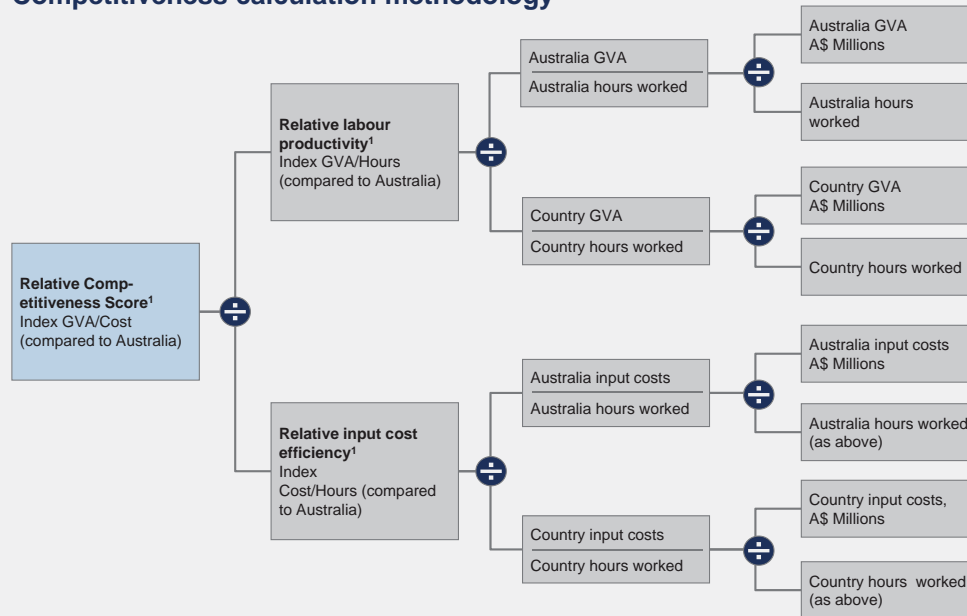 Competitiveness calculation methodology
Australia GVA
A$ Millions
Australia GVA
Australia hours worked
Australia hours
worked
Relative labour
productivity¹
Index GVA/Hours
(compared to Australia)
Country GVA
A$ Millions
Country GVA
Country hours worked
Country hours worked
Relative Comp-
etitiveness Score¹
Index GVA/Cost
(compared to Australia)
Australia input costs
A$ Millions
Australia input costs
Australia hours worked
Australia hours worked
(as above)
Relative input cost
efficiency¹
Index
Cost/Hours (compared
to Australia)
Country input costs,
A$ Millions
Country input costs
Country hours worked
Country hours worked
(as above)